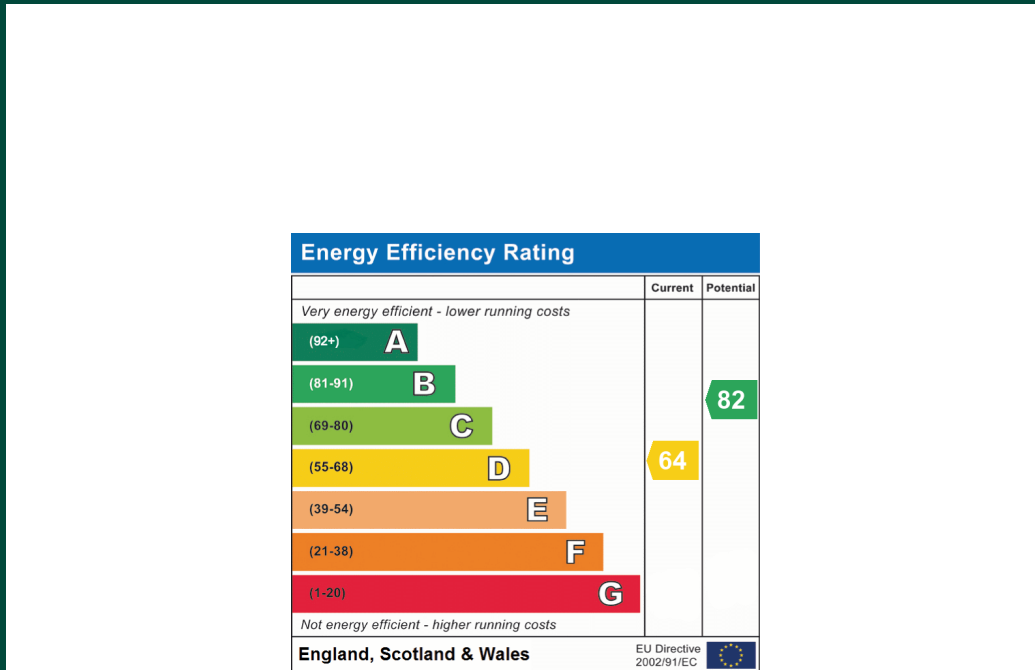 Energy Efficiency Rating
Current Potential
Very energy efficient - lower running costs
(92+) A
(81-91) B
82
(69-80) C
(55-68) D
64
(39-54) E
(21-38) F
(1-20) G
Not energy efficient - higher running costs
England, Scotland & Wales
EU Directive
2002/91/EC